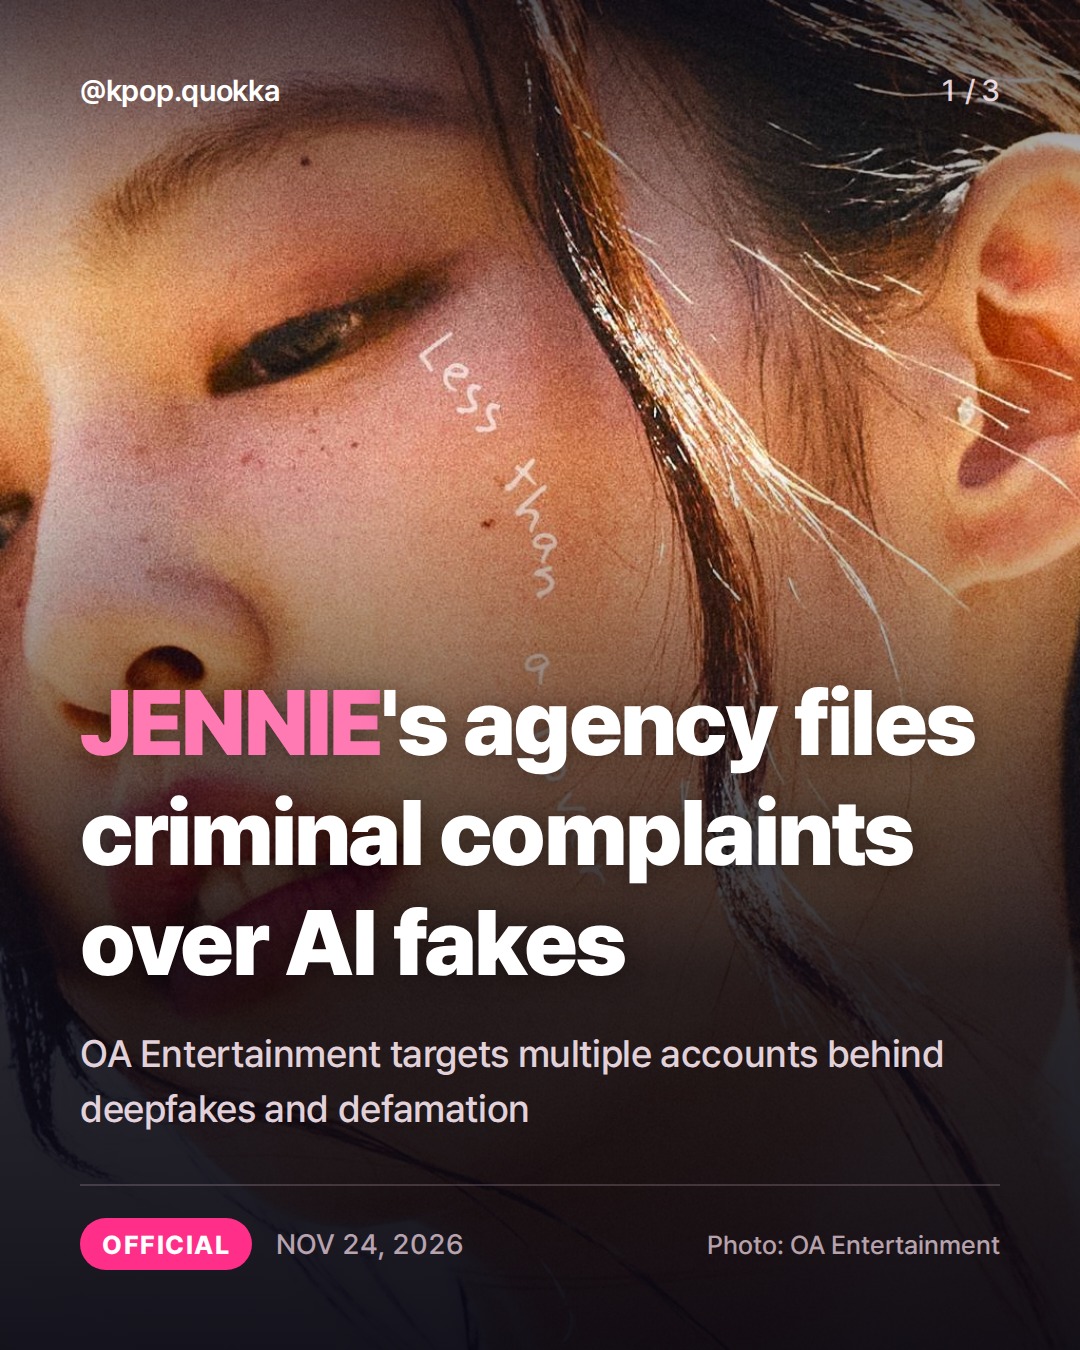 @kpop.quokka
1 / 3
Less
than
a
JENNIE's agency files
criminal complaints
over AI fakes
OA Entertainment targets multiple accounts behind
deepfakes and defamation
OFFICIAL
NOV 24, 2026
Photo: OA Entertainment